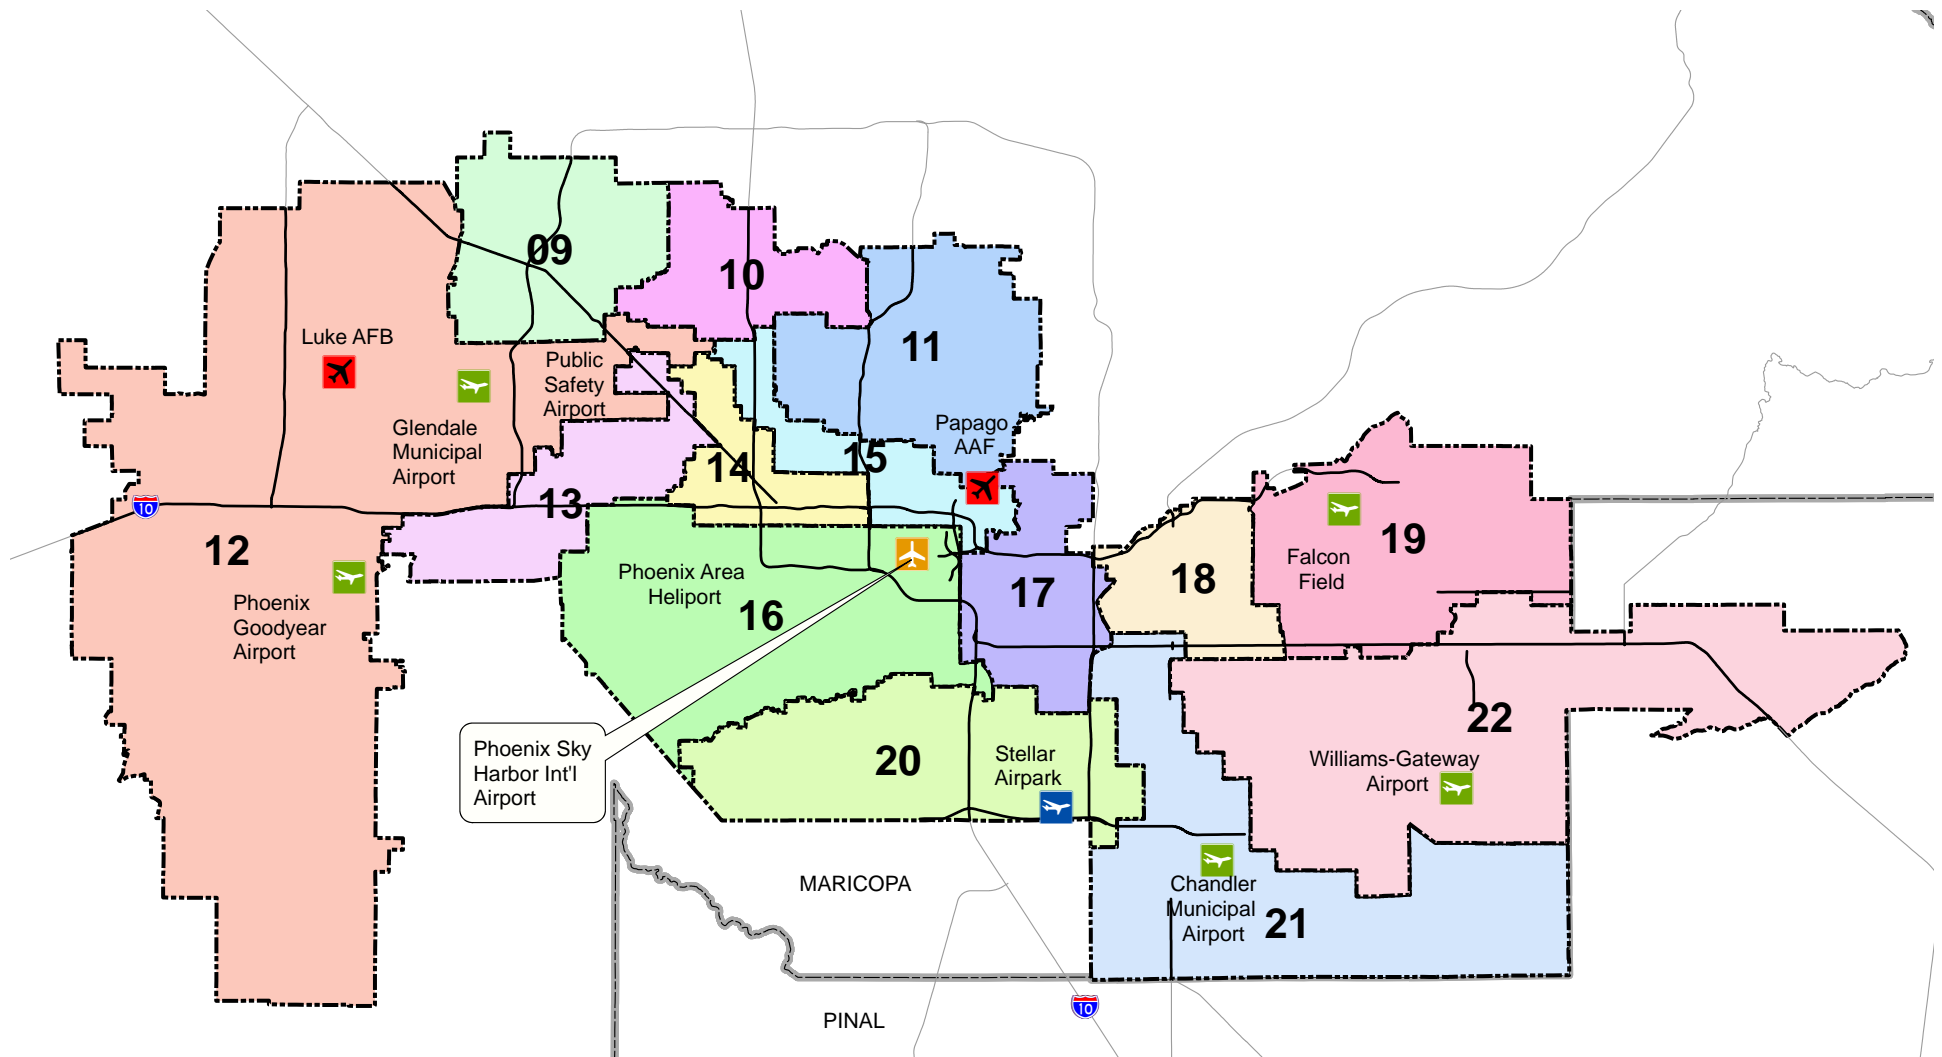 09
10
Luke AFB
11
Public
Safety
Airport
Papago
AAF
Glendale
Municipal
Airport
15
14
10
13
12
19
Falcon
Field
Phoenix Area
Heliport
18
17
16
Phoenix
Goodyear
Airport
22
Phoenix Sky
Harbor Int'l
Airport
20
Stellar
Airpark
Williams-Gateway
Airport
MARICOPA
Chandler
Municipal
Airport
21
10
PINAL